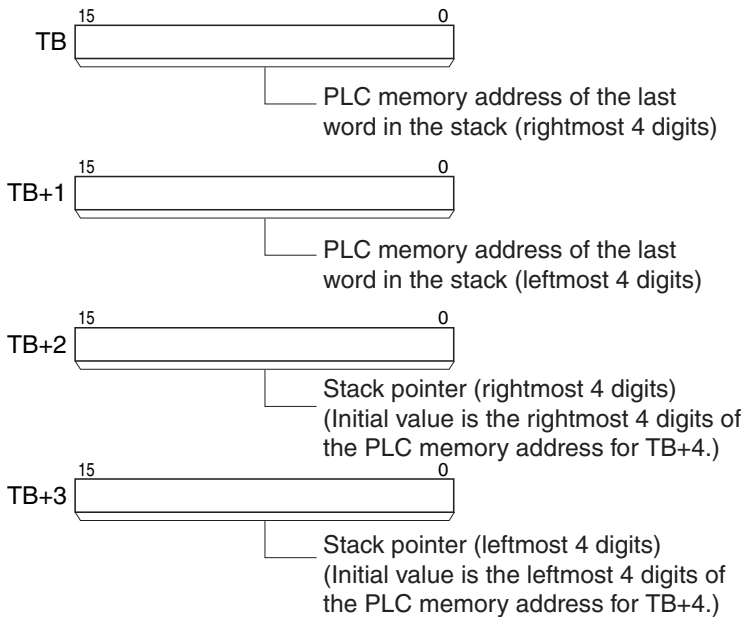 15 0
TB
PLC memory address of the last
word in the stack (rightmost 4 digits)
15 0
TB+1
PLC memory address of the last
word in the stack (leftmost 4 digits)
15 0
TB+2
Stack pointer (rightmost 4 digits)
(Initial value is the rightmost 4 digits of
the PLC memory address for TB+4.)
15 0
TB+3
Stack pointer (leftmost 4 digits)
(Initial value is the leftmost 4 digits of
the PLC memory address for TB+4.)